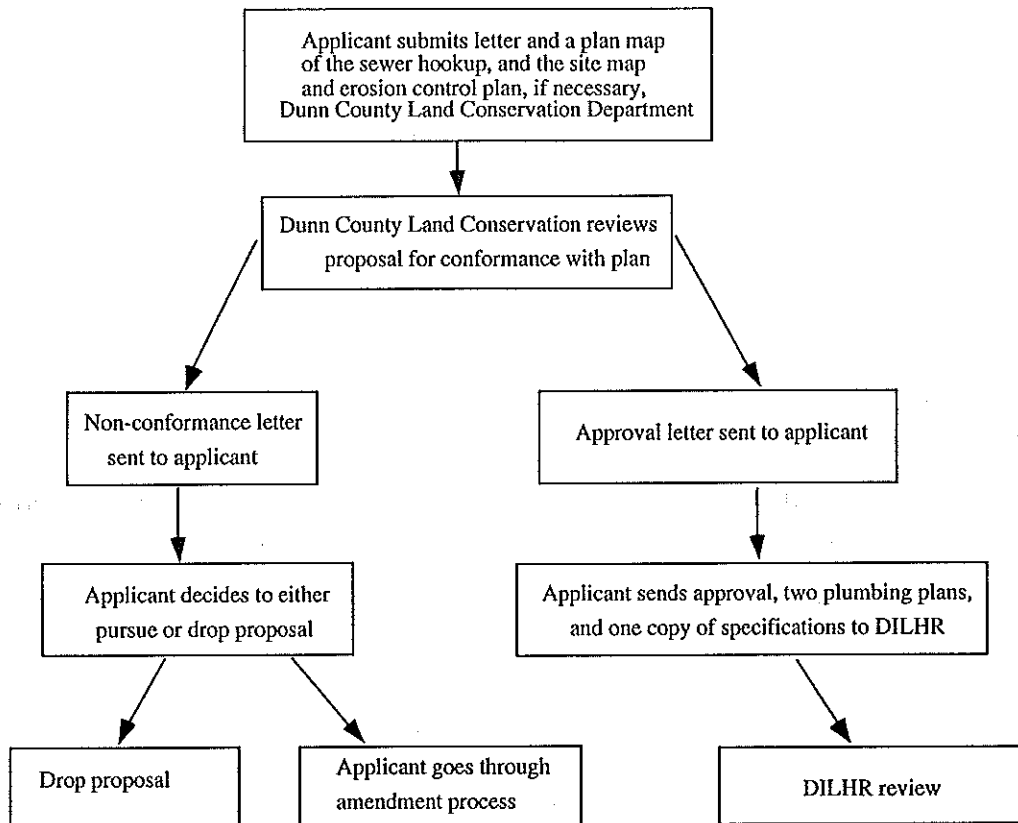 Applicant submits letter and a plan map
of the sewer hookup, and the site map
and erosion control plan, if necessary,
Dunn County Land Conservation Department
Dunn County Land Conservation reviews
proposal for conformance with plan
Non-conformance letter
sent to applicant
Approval letter sent to applicant
Applicant decides to either
pursue or drop proposal
Applicant sends approval, two plumbing plans,
and one copy of specifications to DILHR
Drop proposal
Applicant goes through
amendment process
DILHR review